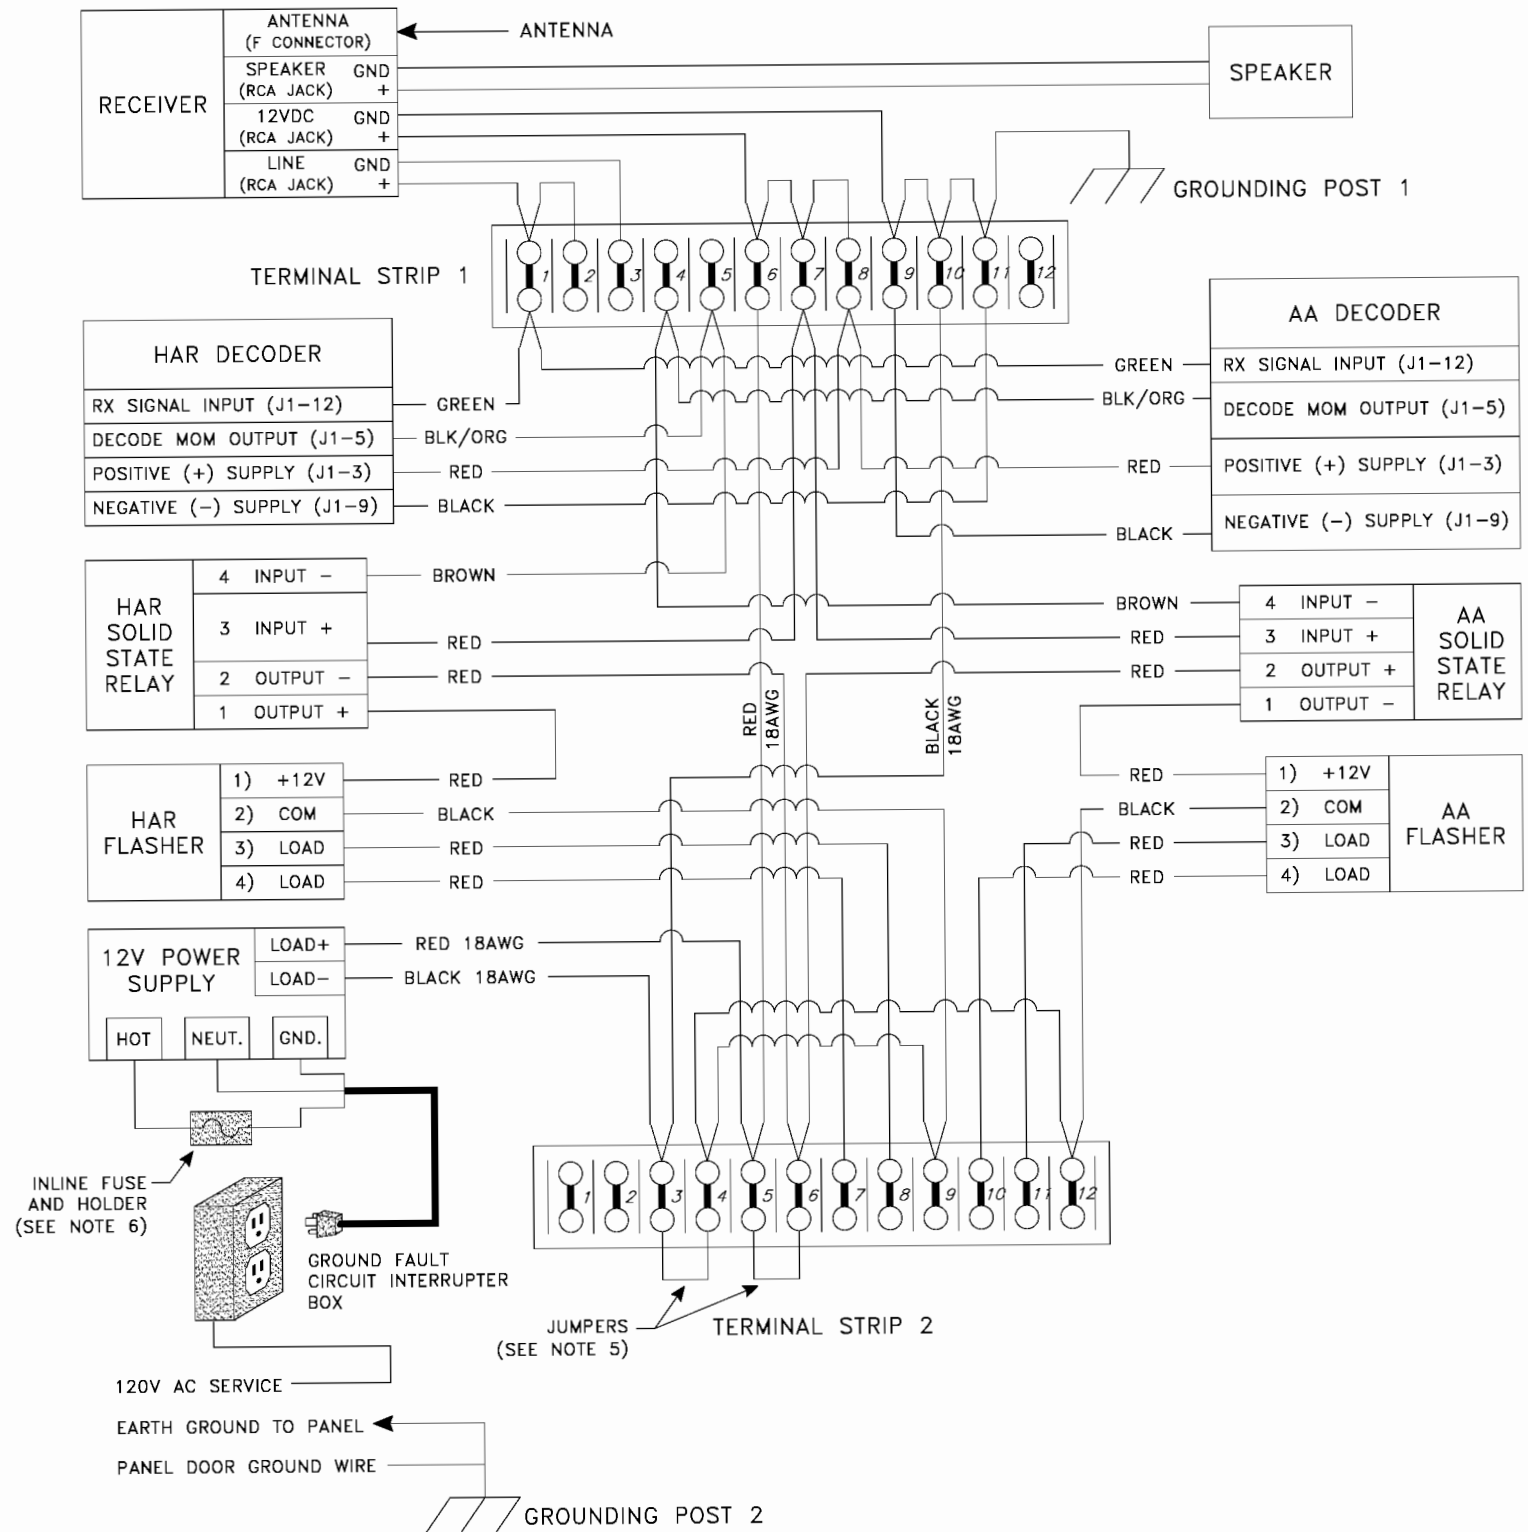 ANTENNA
(F CONNECTOR)
ANTENNA
RECEIVER
SPEAKER GND
(RCA JACK) +
12VDC GND
(RCA JACK) +
LINE GND
(RCA JACK) +
SPEAKER
GROUNDING POST 1
TERMINAL STRIP 1
1 2 3 4 5 6 7 8 9 10 11 12
HAR DECODER
RX SIGNAL INPUT (J1-12) GREEN
DECODE MOM OUTPUT (J1-5) BLK/ORG
POSITIVE (+) SUPPLY (J1-3) RED
NEGATIVE (-) SUPPLY (J1-9) BLACK
AA DECODER
GREEN RX SIGNAL INPUT (J1-12)
BLK/ORG DECODE MOM OUTPUT (J1-5)
RED POSITIVE (+) SUPPLY (J1-3)
BLACK NEGATIVE (-) SUPPLY (J1-9)
HAR
SOLID
STATE
RELAY
4 INPUT - BROWN
3 INPUT + RED
2 OUTPUT - RED
1 OUTPUT +
BROWN 4 INPUT -
RED 3 INPUT +
RED 2 OUTPUT +
1 OUTPUT -
AA
SOLID
STATE
RELAY
RED
18AWG
BLACK
18AWG
HAR
FLASHER
1) +12V RED
2) COM BLACK
3) LOAD RED
4) LOAD RED
RED 1) +12V
BLACK 2) COM
RED 3) LOAD
RED 4) LOAD
AA
FLASHER
12V POWER
SUPPLY
LOAD+ RED 18AWG
LOAD- BLACK 18AWG
HOT NEUT. GND.
INLINE FUSE
AND HOLDER
(SEE NOTE 6)
GROUND FAULT
CIRCUIT INTERRUPTER
BOX
1 2 3 4 5 6 7 8 9 10 11 12
JUMPERS
(SEE NOTE 5)
TERMINAL STRIP 2
120V AC SERVICE
EARTH GROUND TO PANEL
PANEL DOOR GROUND WIRE
GROUNDING POST 2